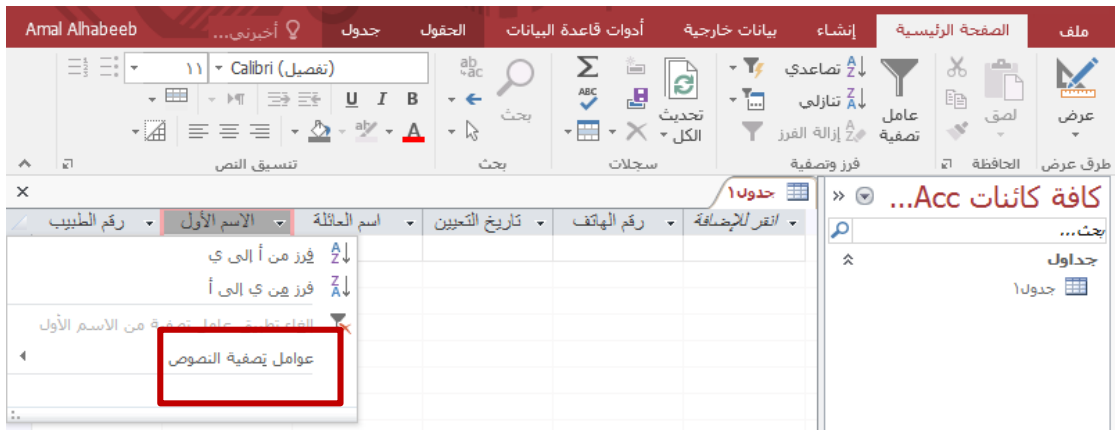 ملف الصفحة الرئيسية إنشاء بيانات خارجية أدوات قاعدة البيانات الحقول جدول أخبرني... Amal Alhabeeb
تصاعدي Calibri (تفصيل) ١١
عرض لصق عامل تصفية تنازلي تحديث الكل ABC بحث B I U
إزالة الفرز A
طرق عرض الحافظة فرز وتصفية سجلات بحث تنسيق النص
كافة كائنات Acc... جدول١
بحث...
جداول
جدول١
انقر للإضافة رقم الهاتف تاريخ التعيين اسم العائلة الاسم الأول رقم الطبيب
فرز من أ إلى ي
فرز من ي إلى أ
إلغاء تطبيق عامل تصفية من الاسم الأول
عوامل تصفية النصوص